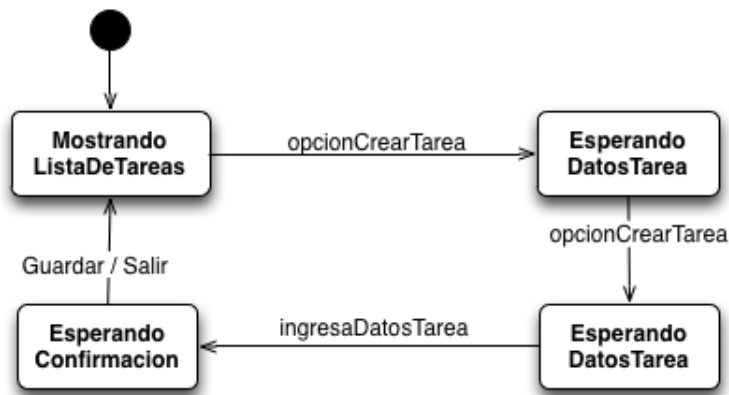 Mostrando
ListaDeTareas
opcionCrearTarea
Esperando
DatosTarea
opcionCrearTarea
Guardar / Salir
Esperando
Confirmacion
ingresaDatosTarea
Esperando
DatosTarea